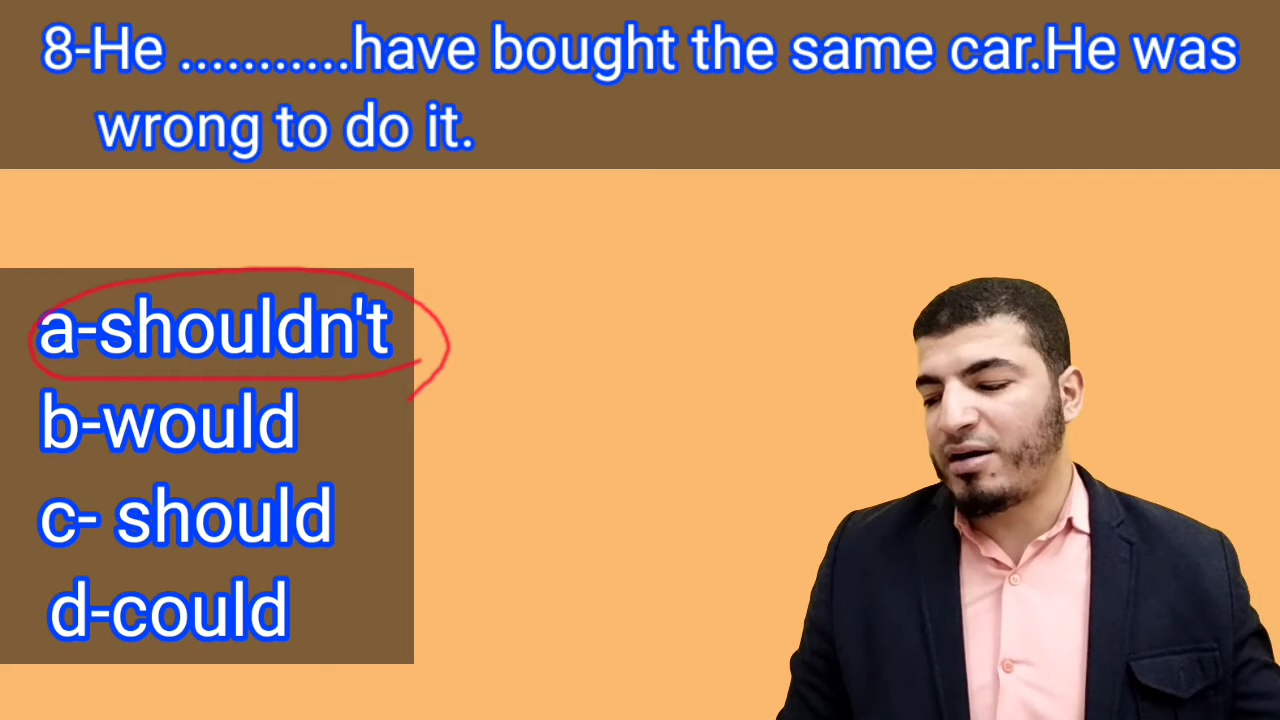 8-He ...........have bought the same car.He was
wrong to do it.
a-shouldn't
b-would
c- should
d-could